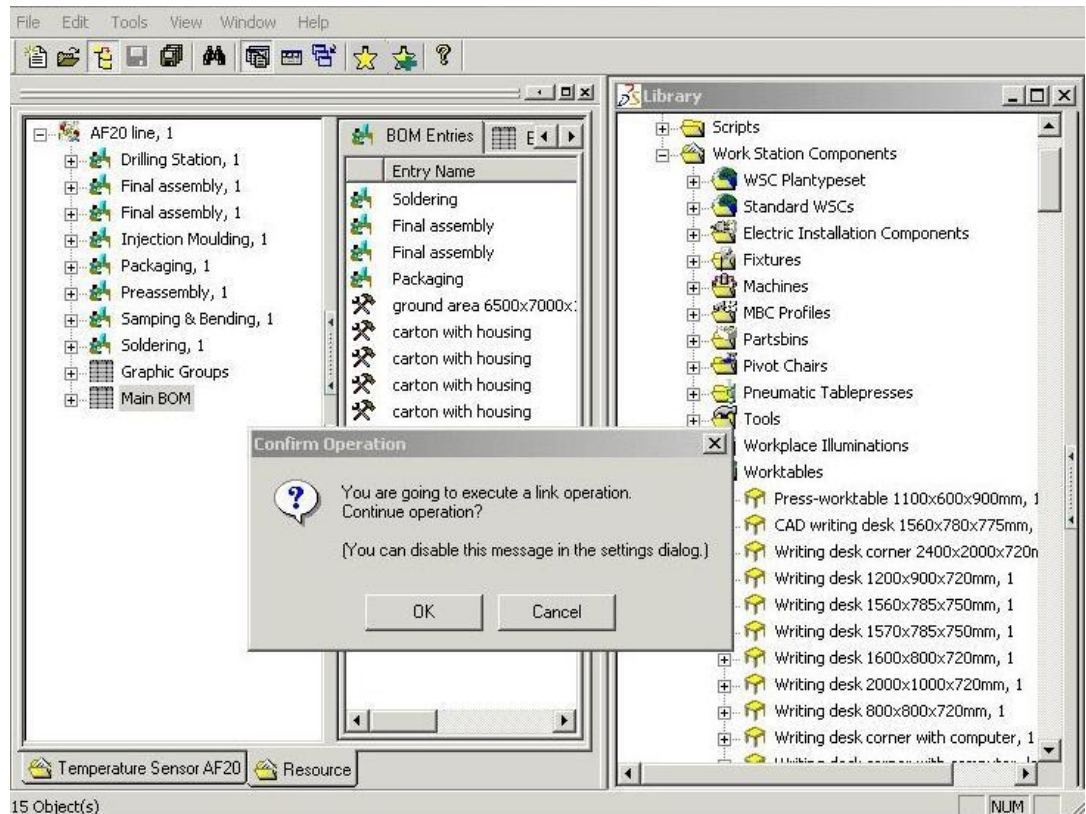 File Edit Tools View Window Help
AF20 line, 1
Drilling Station, 1
Final assembly, 1
Final assembly, 1
Injection Moulding, 1
Packaging, 1
Preassembly, 1
Samping & Bending, 1
Soldering, 1
Graphic Groups
Main BOM
BOM Entries
Entry Name
Soldering
Final assembly
Final assembly
Packaging
ground area 6500x7000x
carton with housing
carton with housing
carton with housing
carton with housing
Library
Scripts
Work Station Components
WSC Plantypeset
Standard WSCs
Electric Installation Components
Fixtures
Machines
MBC Profiles
Partsbins
Pivot Chairs
Pneumatic Tablepresses
Tools
Workplace Illuminations
Worktables
Press-worktable 1100x600x900mm, 1
CAD writing desk 1560x780x775mm,
Writing desk corner 2400x2000x720n
Writing desk 1200x900x720mm, 1
Writing desk 1560x785x750mm, 1
Writing desk 1570x785x750mm, 1
Writing desk 1600x800x720mm, 1
Writing desk 2000x1000x720mm, 1
Writing desk 800x800x720mm, 1
Writing desk corner with computer, 1
Confirm Operation
You are going to execute a link operation.
Continue operation?
(You can disable this message in the settings dialog.)
OK Cancel
Temperature Sensor AF20 Resource
15 Object(s) NUM